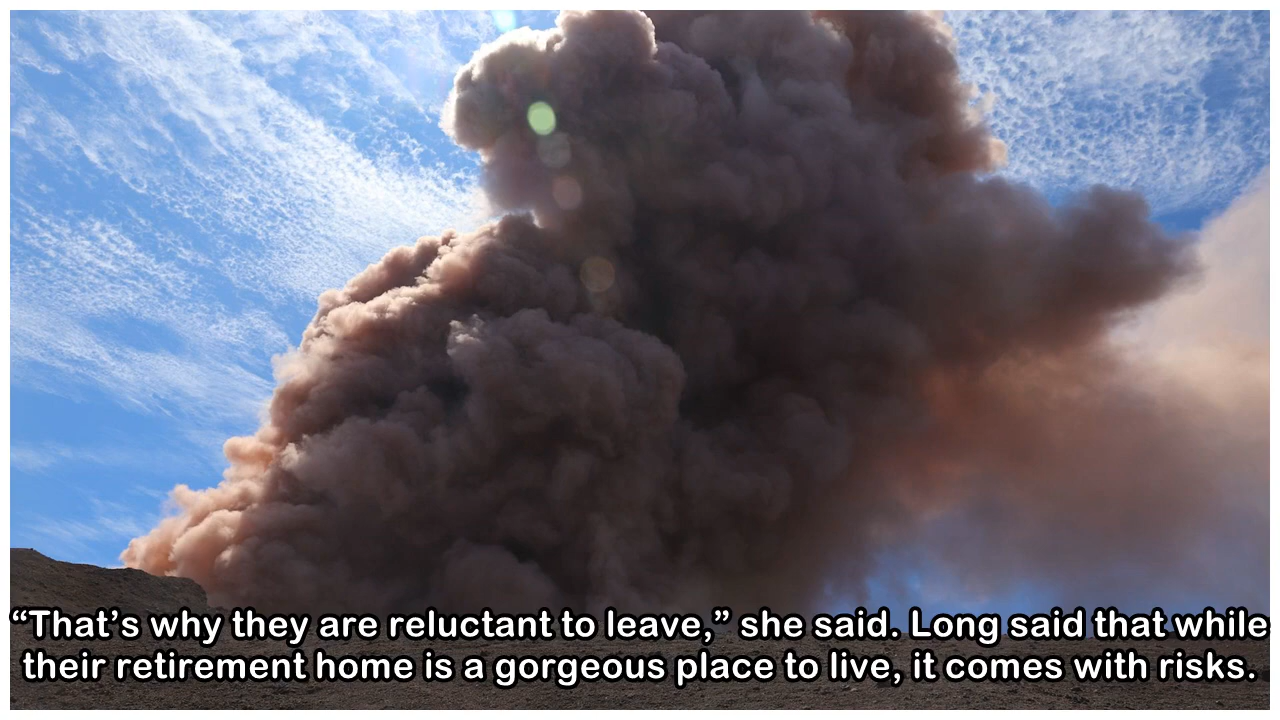 “That’s why they are reluctant to leave,” she said. Long said that while
their retirement home is a gorgeous place to live, it comes with risks.